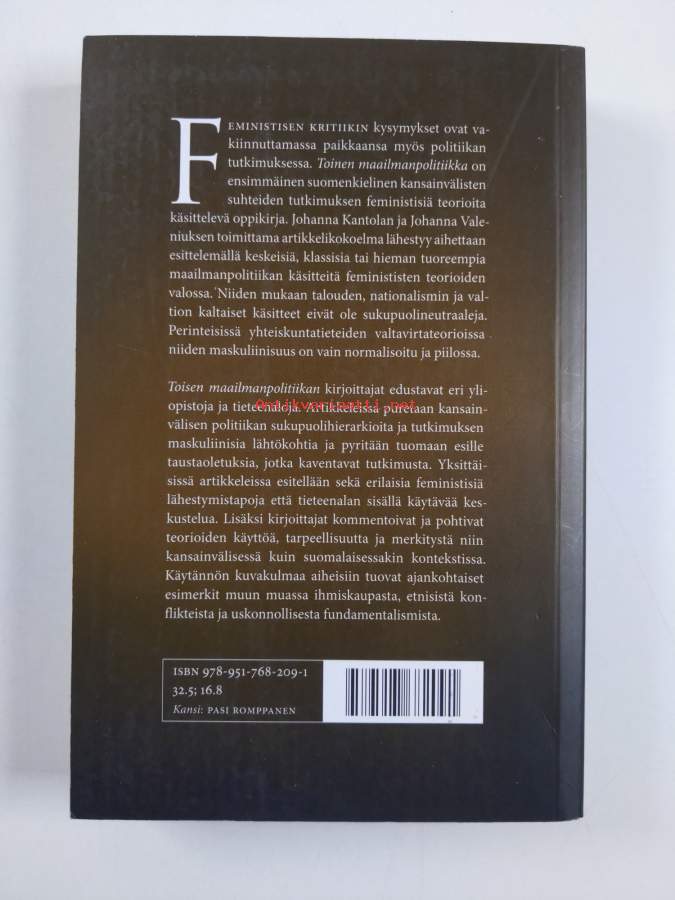 FEMINISTISEN KRITIIKIN kysymykset ovat va-
kiinnuttamassa paikkaansa myös politiikan
tutkimuksessa. Toinen maailmanpolitiikka on
ensimmäinen suomenkielinen kansainvälisten
suhteiden tutkimuksen feministisiä teorioita
käsittelevä oppikirja. Johanna Kantolan ja Johanna Vale-
niuksen toimittama artikkelikokoelma lähestyy aihettaan
esittelemällä keskeisiä, klassisia tai hieman tuoreempia
maailmanpolitiikan käsitteitä feminististen teorioiden
valossa. Niiden mukaan talouden, nationalismin ja val-
tion kaltaiset käsitteet eivät ole sukupuolineutraaleja.
Perinteisissä yhteiskuntatieteiden valtavirtateorioissa
niiden maskuliinisuus on vain normalisoitu ja piilossa.
Toisen maailmanpolitiikan kirjoittajat edustavat eri yli-
Antikvariaatti.net
opistoja ja tieteenaloja. Artikkeleissa puretaan kansain-
välisen politiikan sukupuolihierarkioita ja tutkimuksen
maskuliinisia lähtökohtia ja pyritään tuomaan esille
taustaoletuksia, jotka kaventavat tutkimusta. Yksittäi-
sissä artikkeleissa esitellään sekä erilaisia feministisiä
lähestymistapoja että tieteenalan sisällä käytävää kes-
kustelua. Lisäksi kirjoittajat kommentoivat ja pohtivat
teorioiden käyttöä, tarpeellisuutta ja merkitystä niin
kansainvälisessä kuin suomalaisessakin kontekstissa.
Käytännön kuvakulmaa aiheisiin tuovat ajankohtaiset
esimerkit muun muassa ihmiskaupasta, etnisistä kon-
flikteista ja uskonnollisesta fundamentalismista.
ISBN 978-951-768-209-1
32.5; 16.8
Kansi: PASI ROMPPANEN